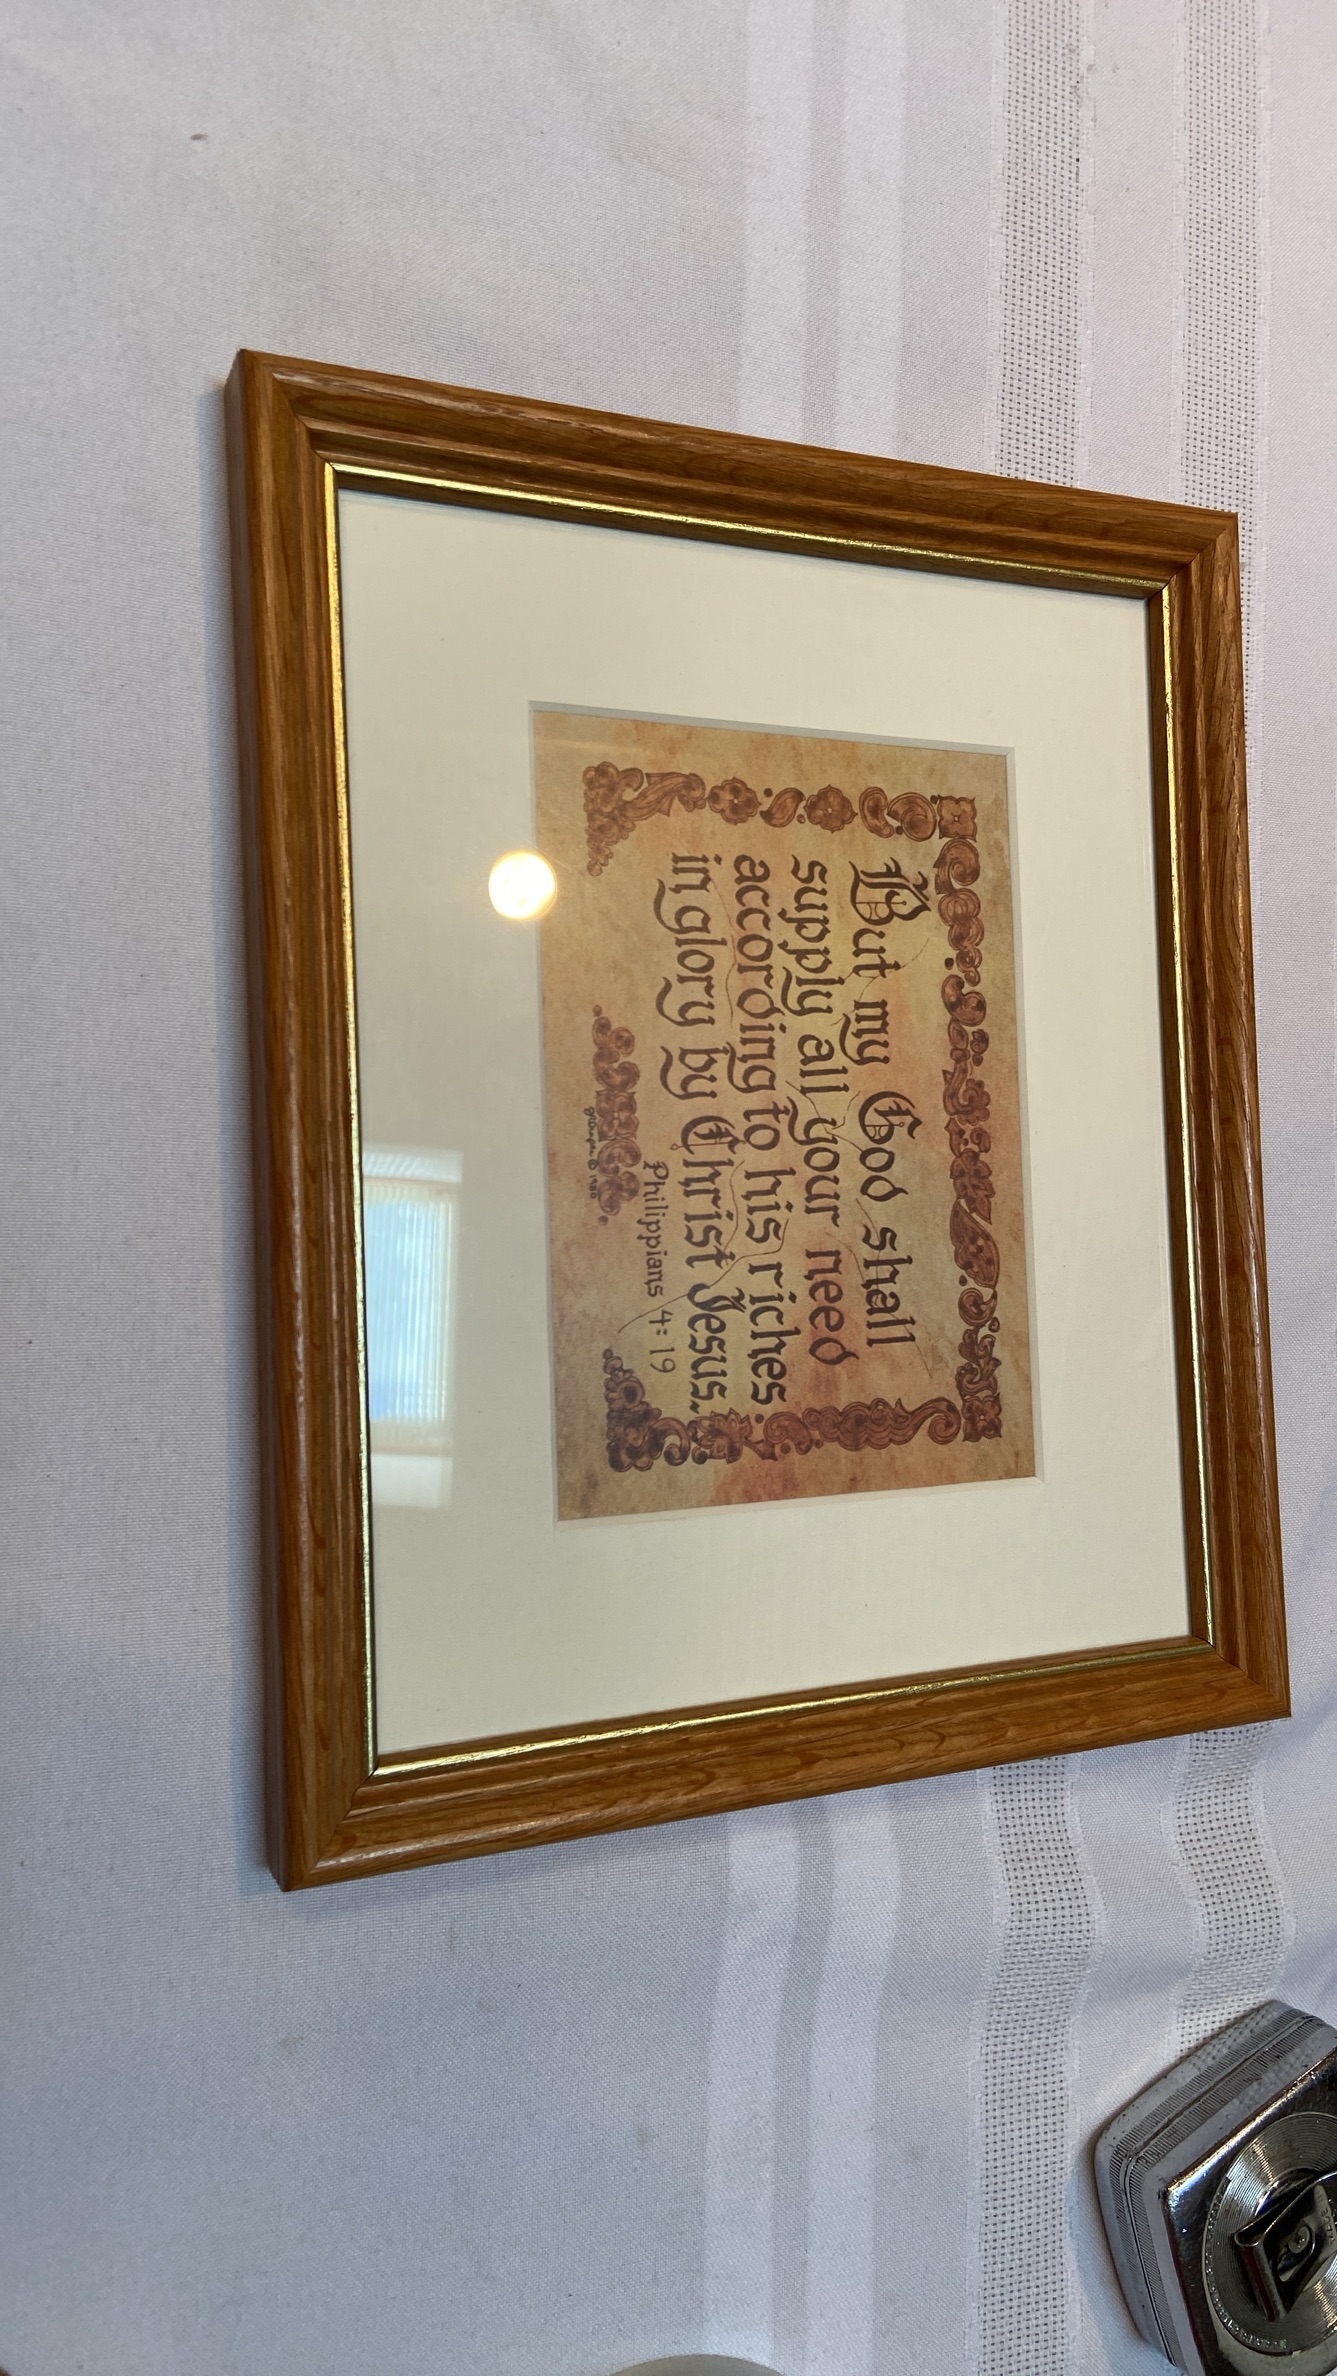 But my God shall
supply all your need
according to his riches
in glory by Christ Jesus.
Philippians 4:19
© 1980